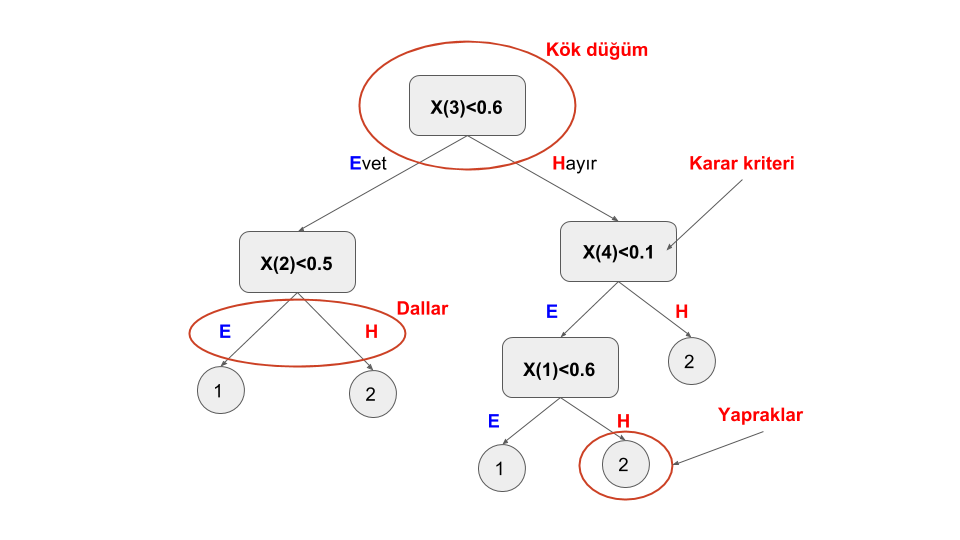 Kök düğüm
X(3)<0.6
Evet
Hayır
Karar kriteri
X(2)<0.5
X(4)<0.1
Dallar
E
H
E
H
1
2
X(1)<0.6
2
E
H
Yapraklar
1
2